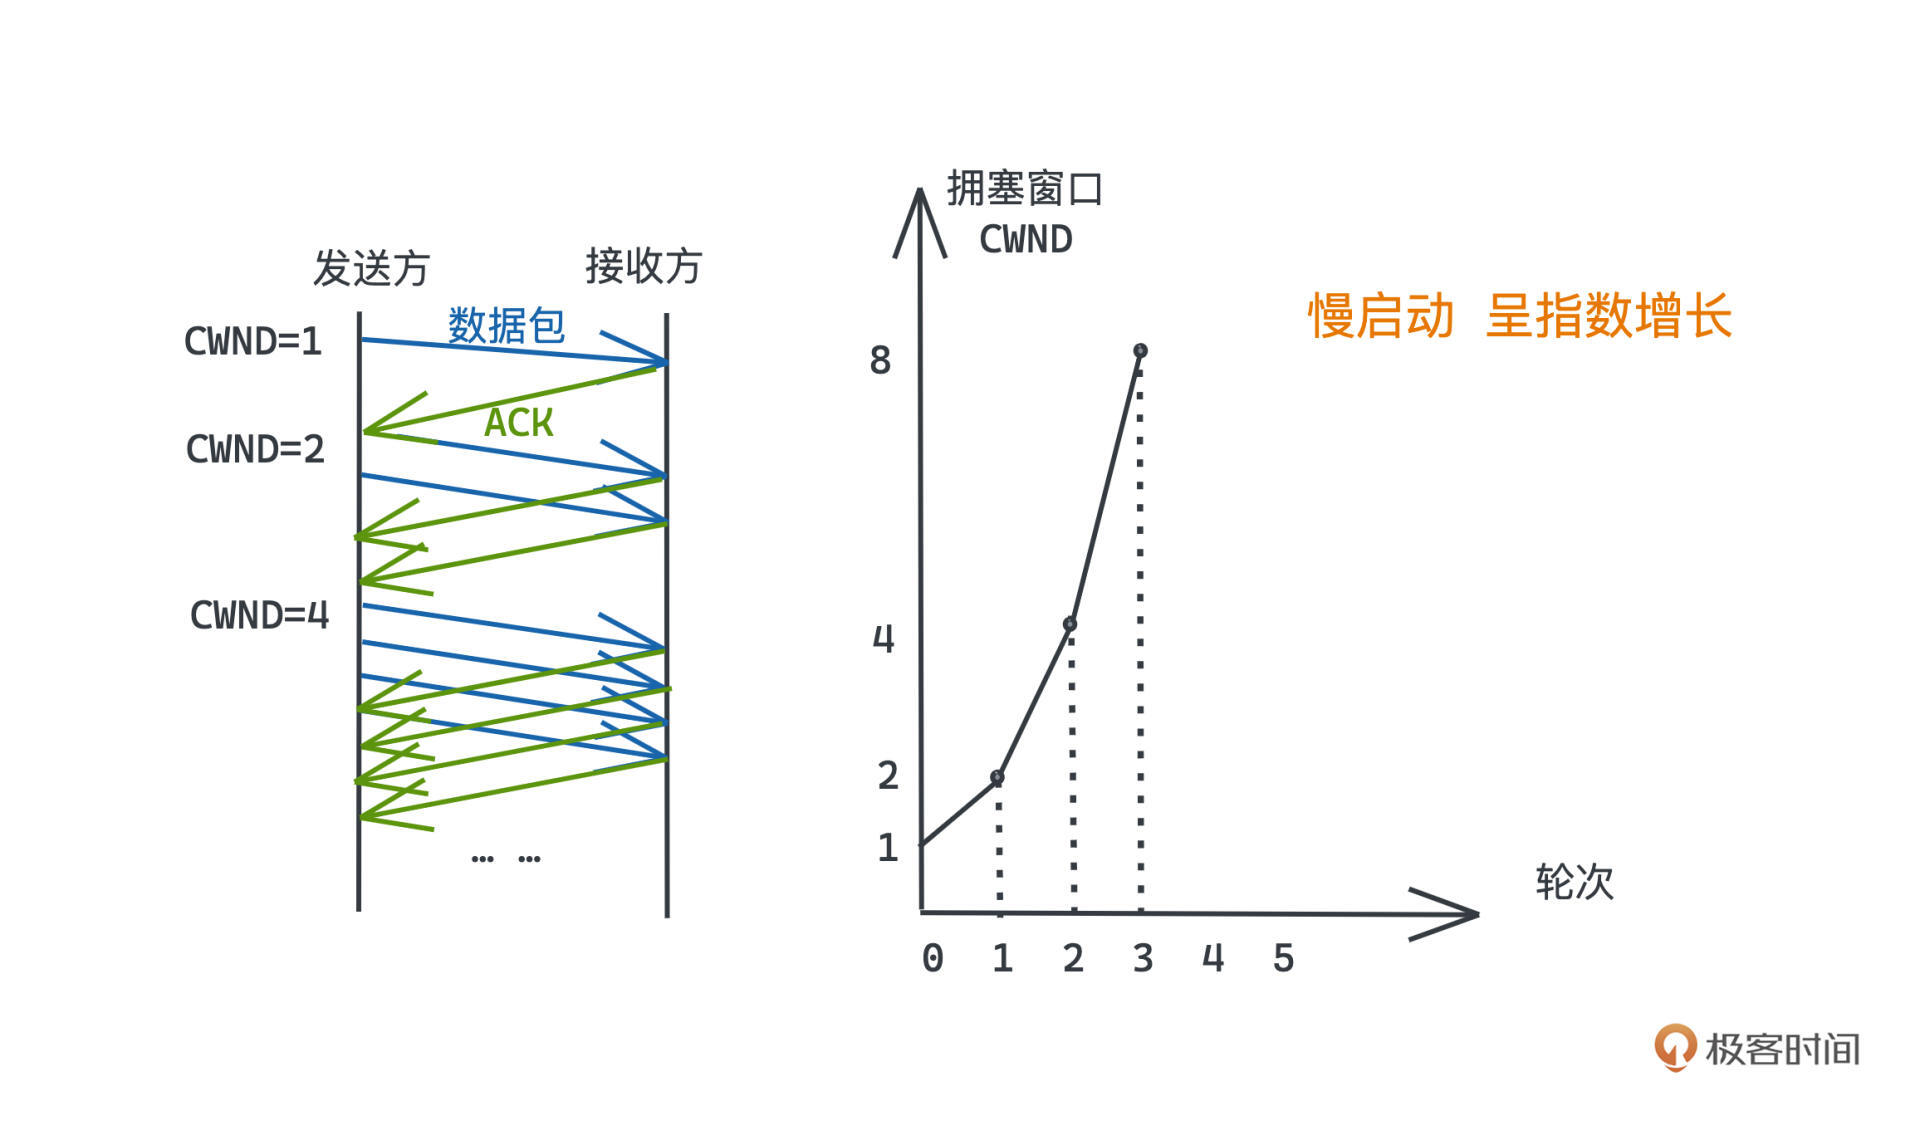 发送方
接收方
CWND=1
数据包
ACK
CWND=2
CWND=4
... ...
拥塞窗口
CWND
慢启动 呈指数增长
8
4
2
1
轮次
0 1 2 3 4 5
极客时间